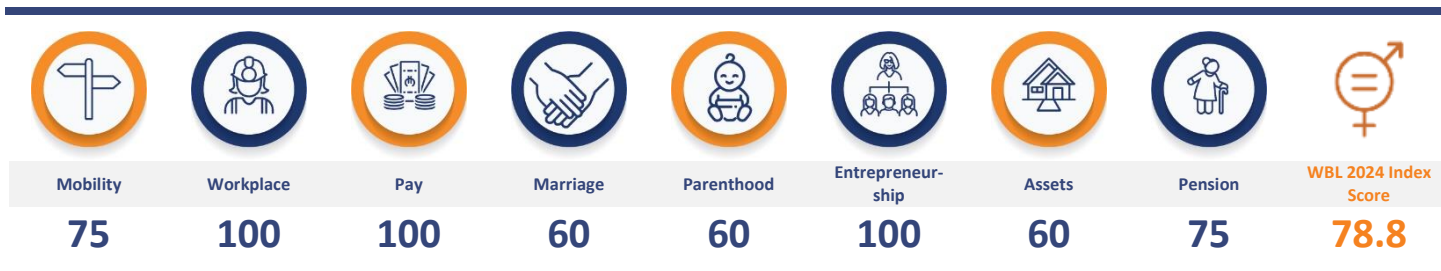 Mobility
Workplace
Pay
Marriage
Parenthood
Entrepreneur-
ship
Assets
Pension
WBL 2024 Index
Score
75
100
100
60
60
100
60
75
78.8